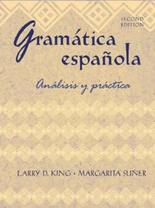 SECOND
EDITION
Gramática
española
Análisis y práctica
LARRY D. KING • MARGARITA SUÑER